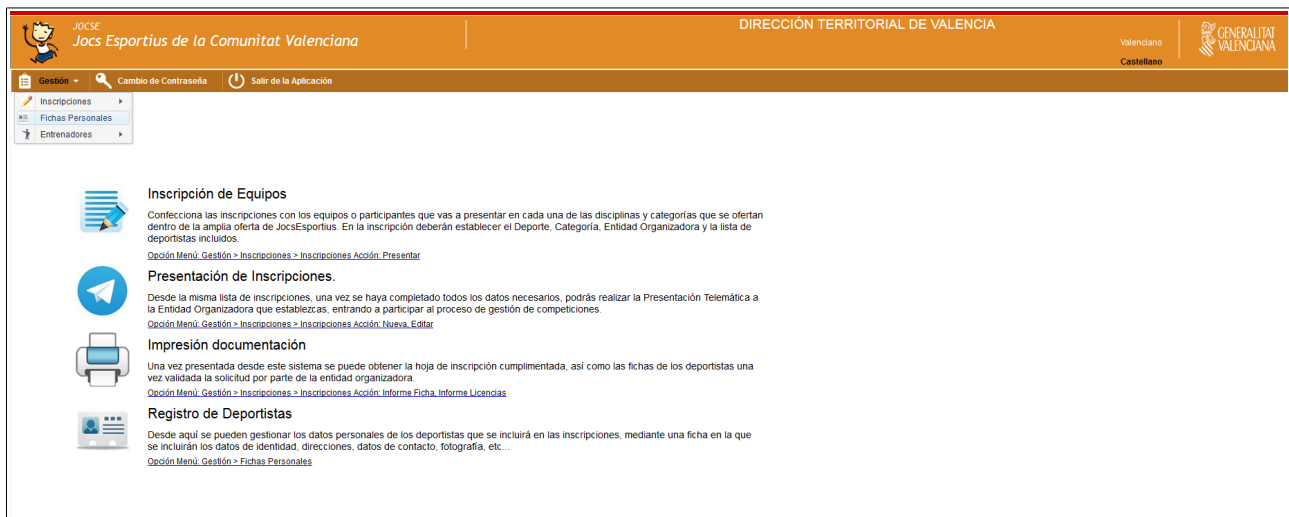 JOCSE
Jocs Esportius de la Comunitat Valenciana
DIRECCIÓN TERRITORIAL DE VALENCIA
Valenciano
Castellano
GENERALITAT
VALENCIANA
Gestión
Cambio de Contraseña
Salir de la Aplicación
Inscripciones
Fichas Personales
Entrenadores
Inscripción de Equipos
Confecciona las inscripciones con los equipos o participantes que vas a presentar en cada una de las disciplinas y categorías que se ofertan
dentro de la amplia oferta de JocsEsportius. En la inscripción deberán establecer el Deporte, Categoría, Entidad Organizadora y la lista de
deportistas incluidos.
Opción Menú: Gestión > Inscripciones > Inscripciones Acción: Presentar
Presentación de Inscripciones.
Desde la misma lista de inscripciones, una vez se haya completado todos los datos necesarios, podrás realizar la Presentación Telemática a
la Entidad Organizadora que establezcas, entrando a participar al proceso de gestión de competiciones.
Opción Menú: Gestión > Inscripciones > Inscripciones Acción: Nueva, Editar
Impresión documentación
Una vez presentada desde este sistema se puede obtener la hoja de inscripción cumplimentada, así como las fichas de los deportistas una
vez validada la solicitud por parte de la entidad organizadora.
Opción Menú: Gestión > Inscripciones > Inscripciones Acción: Informe Ficha, Informe Licencias
Registro de Deportistas
Desde aquí se pueden gestionar los datos personales de los deportistas que se incluirá en las inscripciones, mediante una ficha en la que
se incluirán los datos de identidad, direcciones, datos de contacto, fotografía, etc...
Opción Menú: Gestión > Fichas Personales